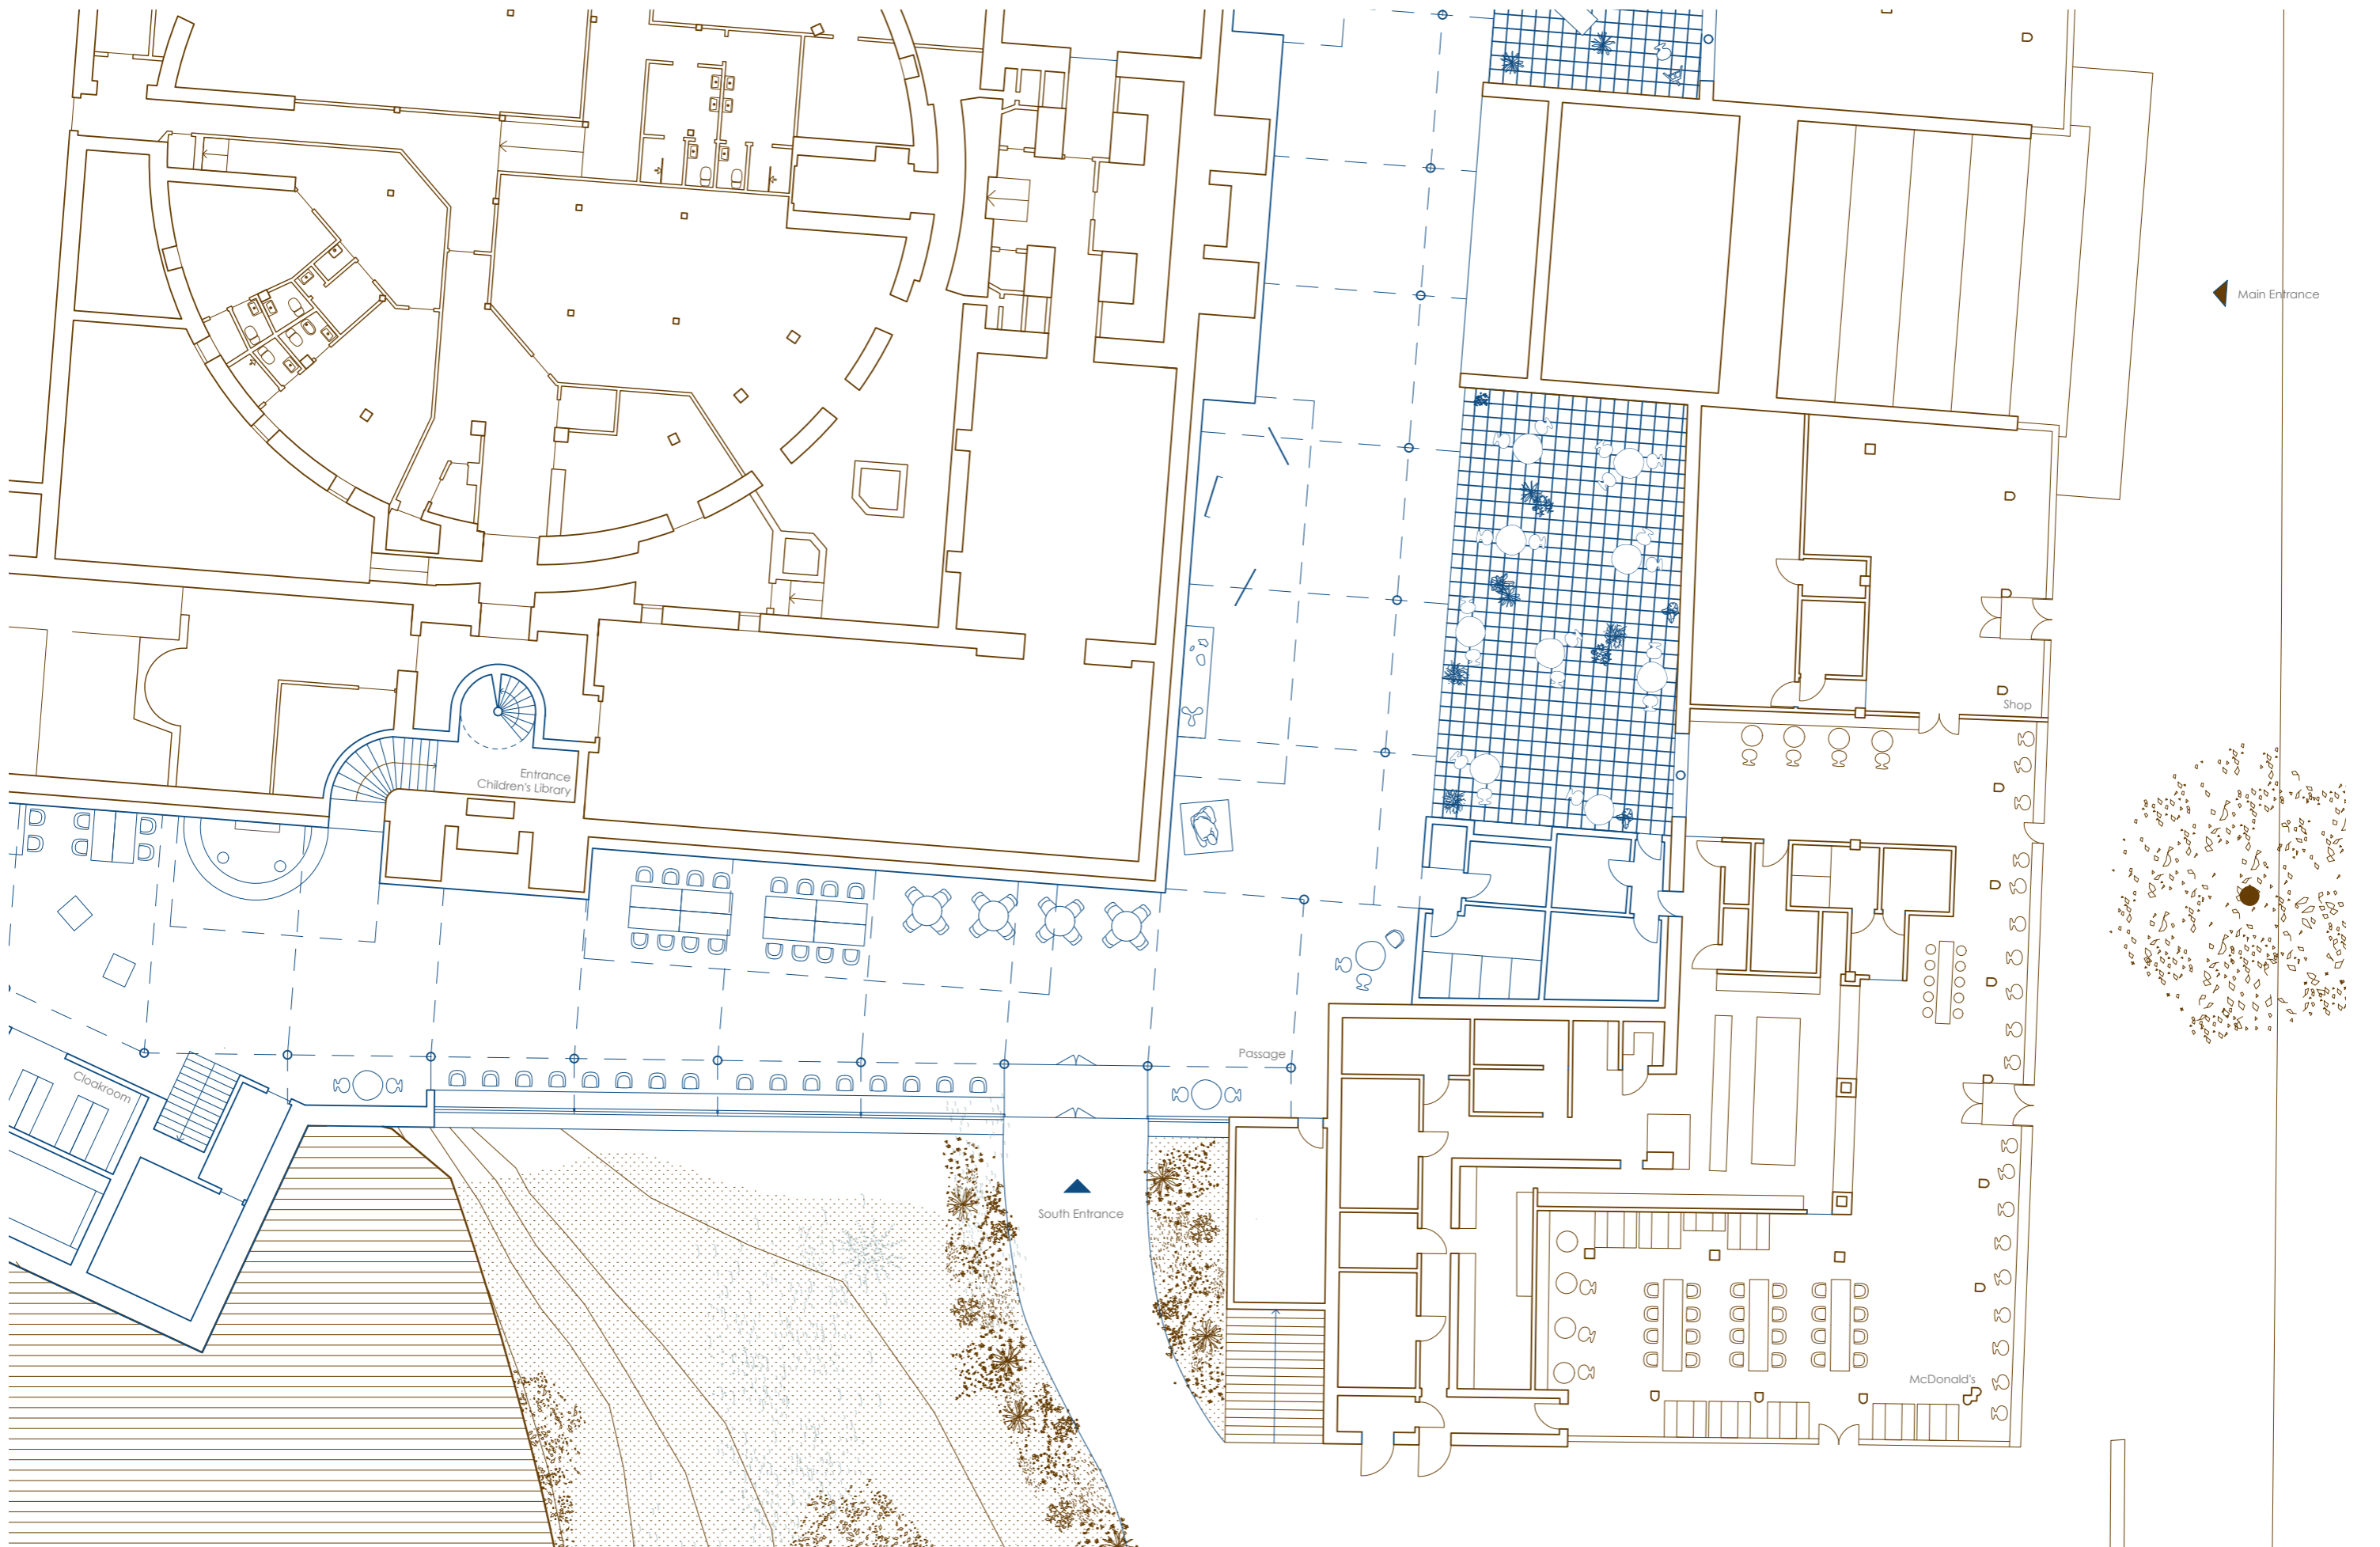 Main Entrance
Shop
Entrance
Children's Library
Passage
Cloakroom
South Entrance
McDonald's